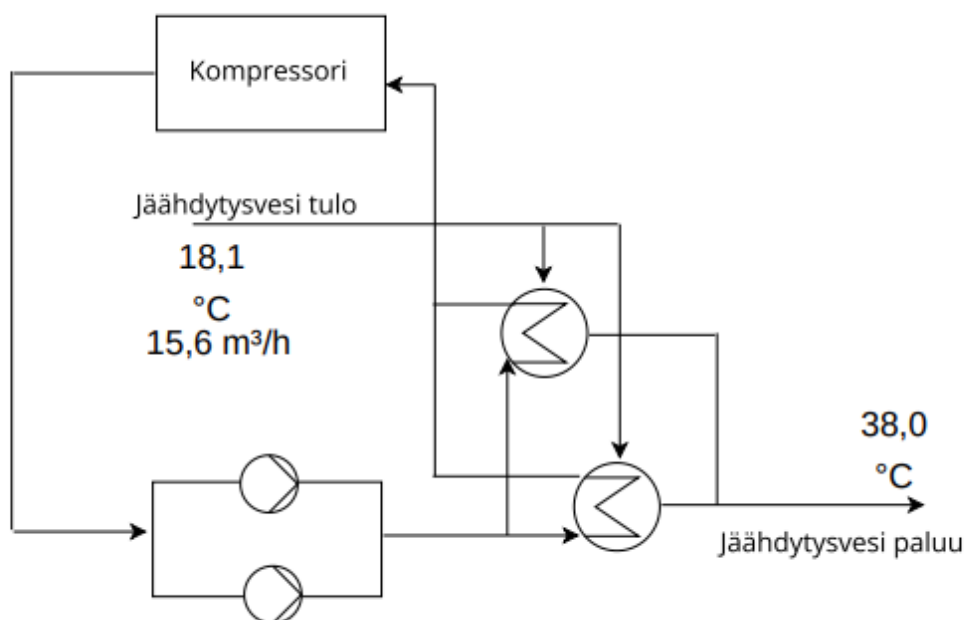 Kompressori
Jäähdytysvesi tulo
18,1
°C
15,6 m³/h
38,0
°C
Jäähdytysvesi paluu